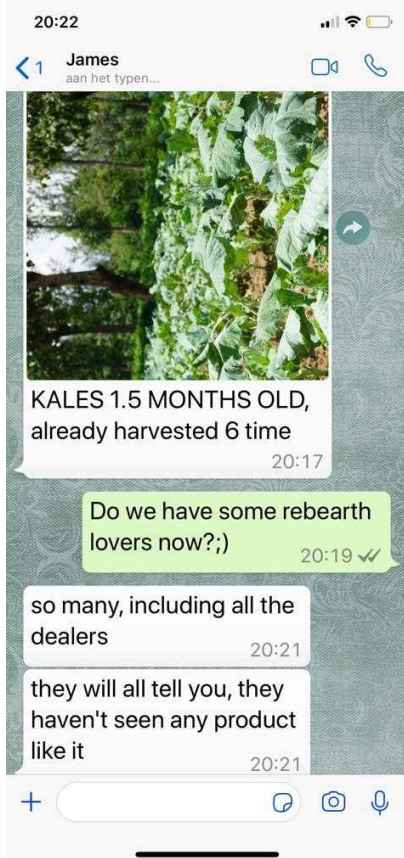 20:22
1
James
aan het typen...
KALES 1.5 MONTHS OLD,
already harvested 6 time
20:17
Do we have some rebearth
lovers now?;)
20:19
so many, including all the
dealers
20:21
they will all tell you, they
haven't seen any product
like it
20:21